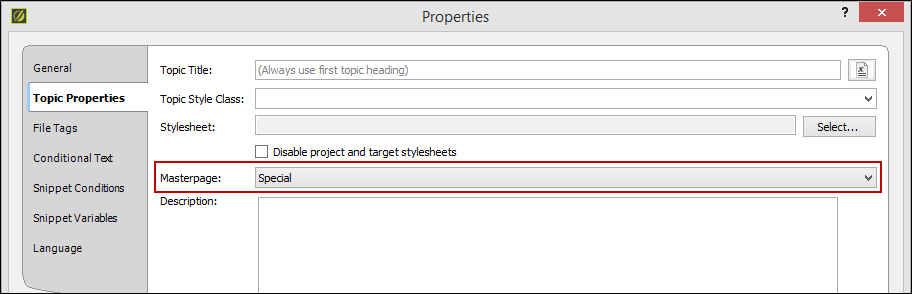 Properties
?
General
Topic Properties
File Tags
Conditional Text
Snippet Conditions
Snippet Variables
Language
Topic Title: (Always use first topic heading)
Topic Style Class:
Stylesheet: Select...
Disable project and target stylesheets
Masterpage: Special
Description: